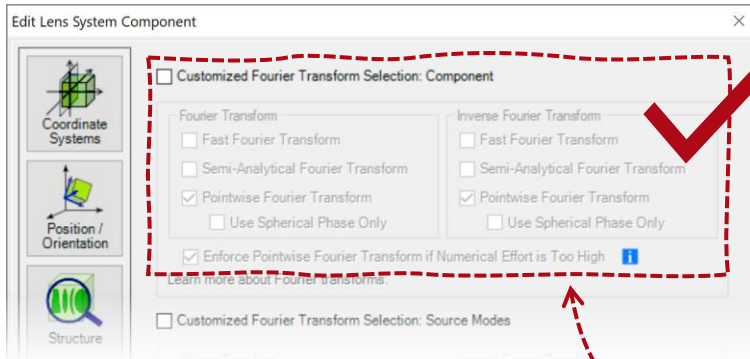 Edit Lens System Component
Coordinate
Systems
Position /
Orientation
Structure
Customized Fourier Transform Selection: Component
Fourier Transform
Fast Fourier Transform
Semi-Analytical Fourier Transform
Pointwise Fourier Transform
Use Spherical Phase Only
Inverse Fourier Transform
Fast Fourier Transform
Semi-Analytical Fourier Transform
Pointwise Fourier Transform
Use Spherical Phase Only
Enforce Pointwise Fourier Transform if Numerical Effort is Too High
Learn more about Fourier transforms.
Customized Fourier Transform Selection: Source Modes